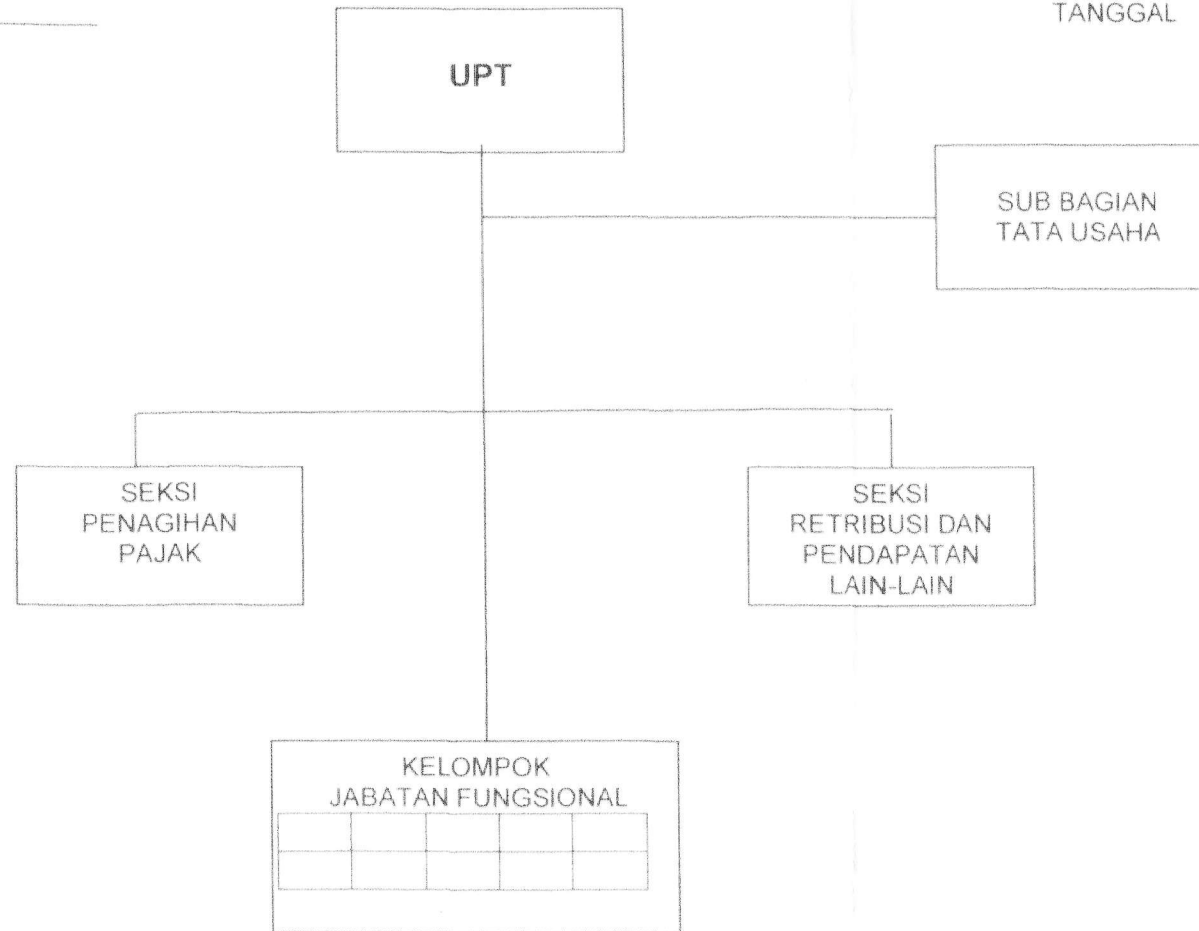 TANGGAL
UPT
SUB BAGIAN
TATA USAHA
SEKSI
PENAGIHAN
PAJAK
SEKSI
RETRIBUSI DAN
PENDAPATAN
LAIN-LAIN
KELOMPOK
JABATAN FUNGSIONAL